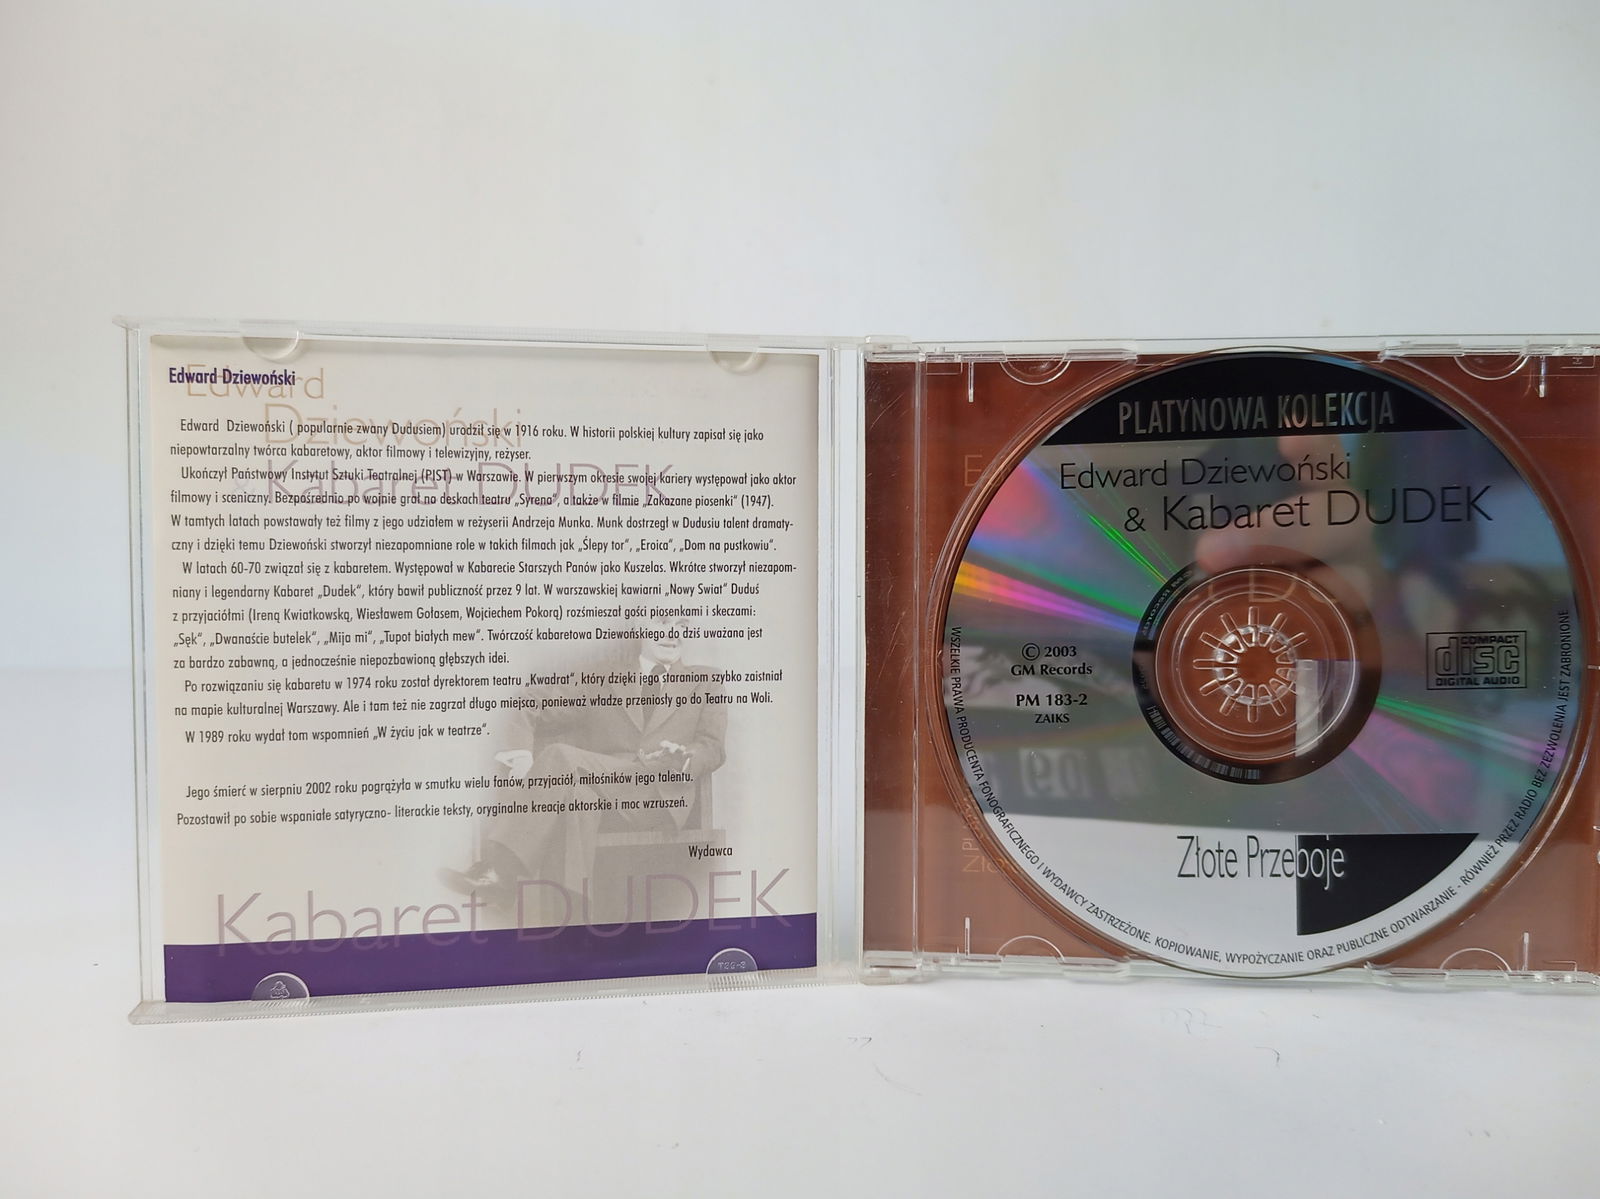 Edward Dziewoński
Edward
Dziewoński
& Kabaret DUDEK
Edward Dziewoński ( popularnie zwany Dudusiem) urodził się w 1916 roku. W historii polskiej kultury zapisał się jako
niepowtarzalny twórca kabaretowy, aktor filmowy i telewizyjny, reżyser.
Ukończył Państwowy Instytut Sztuki Teatralnej (PIST) w Warszawie. W pierwszym okresie swojej kariery występował jako aktor
filmowy i sceniczny. Bezpośrednio po wojnie grał na deskach teatru „Syrena", a także w filmie „Zakazane piosenki" (1947).
W tamtych latach powstawały też filmy z jego udziałem w reżyserii Andrzeja Munka. Munk dostrzegł w Dudusiu talent dramaty-
czny i dzięki temu Dziewoński stworzył niezapomniane role w takich filmach jak „Ślepy tor", „Eroica", „Dom na pustkowiu".
W latach 60-70 związał się z kabaretem. Występował w Kabarecie Starszych Panów jako Kuszelas. Wkrótce stworzył niezapom-
niany i legendarny Kabaret „Dudek", który bawił publiczność przez 9 lat. W warszawskiej kawiarni „Nowy Swiat" Duduś
z przyjaciółmi (Ireną Kwiatkowską, Wiesławem Gołasem, Wojciechem Pokorą) rozśmieszał gości piosenkami i skeczami:
„Sęk", „Dwanaście butelek", „Mija mi", „Tupot białych mew". Twórczość kabaretowa Dziewońskiego do dziś uważana jest
za bardzo zabawną, a jednocześnie niepozbawioną głębszych idei.
Po rozwiązaniu się kabaretu w 1974 roku został dyrektorem teatru „Kwadrat", który dzięki jego staraniom szybko zaistniał
na mapie kulturalnej Warszawy. Ale i tam też nie zagrzał długo miejsca, ponieważ władze przeniosły go do Teatru na Woli.
W 1989 roku wydał tom wspomnień „W życiu jak w teatrze".
Jego śmierć w sierpniu 2002 roku pogrążyła w smutku wielu fanów, przyjaciół, miłośników jego talentu.
Pozostawił po sobie wspaniałe satyryczno- literackie teksty, oryginalne kreacje aktorskie i moc wzruszeń.
Wydawca
Kabaret DUDEK
PLATYNOWA KOLEKCJA
Edward Dziewoński
& Kabaret DUDEK
© 2003
GM Records
PM 183-2
ZAIKS
COMPACT
disc
DIGITAL AUDIO
Złote Przeboje
WSZELKIE PRAWA PRODUCENTA FONOGRAFICZNEGO I WYDAWCY ZASTRZEŻONE. KOPIOWANIE, WYPOŻYCZANIE ORAZ PUBLICZNE ODTWARZANIE - RÓWNIEŻ PRZEZ RADIO BEZ ZEZWOLENIA JEST ZABRONIONE